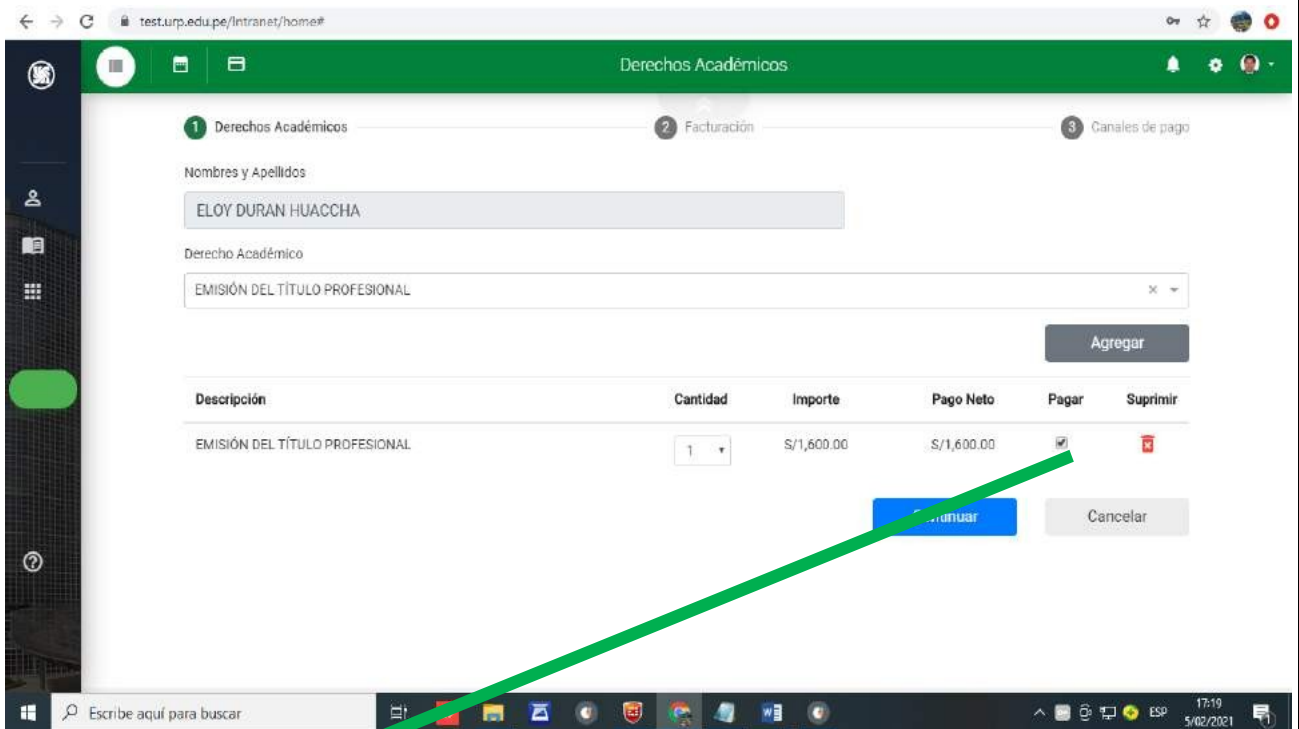 test.urp.edu.pe/Intranet/home#
Derechos Académicos
1 Derechos Académicos
2 Facturación
3 Canales de pago
Nombres y Apellidos
ELOY DURAN HUACCHA
Derecho Académico
EMISIÓN DEL TÍTULO PROFESIONAL
Agregar
Descripción Cantidad Importe Pago Neto Pagar Suprimir
EMISIÓN DEL TÍTULO PROFESIONAL 1 S/1,600.00 S/1,600.00
Cancelar
Escribe aquí para buscar
ESP
17:19
5/02/2021